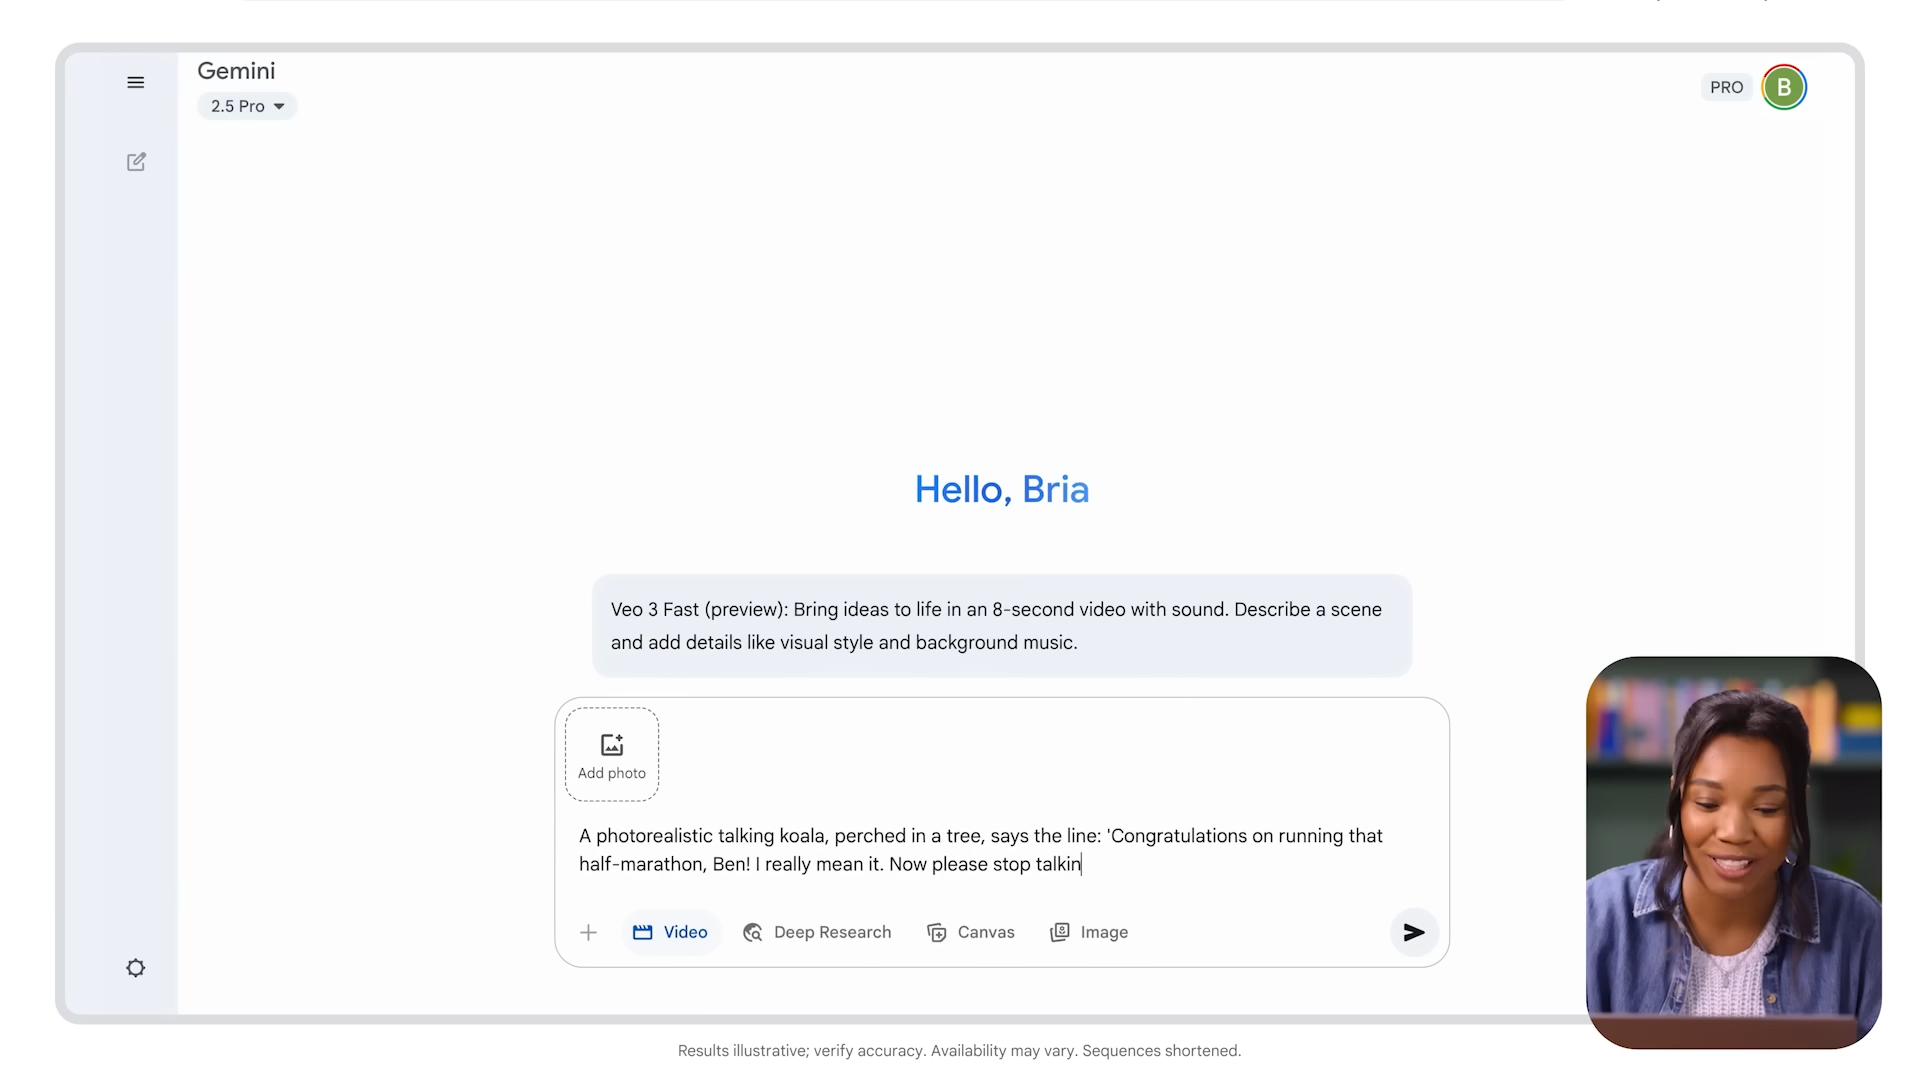 Gemini
2.5 Pro
PRO
B
Hello, Bria
Veo 3 Fast (preview): Bring ideas to life in an 8-second video with sound. Describe a scene
and add details like visual style and background music.
Add photo
A photorealistic talking koala, perched in a tree, says the line: 'Congratulations on running that
half-marathon, Ben! I really mean it. Now please stop talkin
Video
Deep Research
Canvas
Image
Results illustrative; verify accuracy. Availability may vary. Sequences shortened.